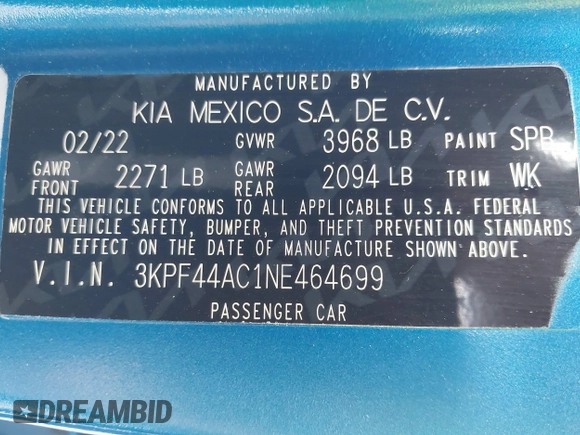 MANUFACTURED BY
KIA MEXICO S.A. DE C.V.
02/22 GVWR 3968 LB PAINT SPB
GAWR FRONT 2271 LB GAWR REAR 2094 LB TRIM WK
THIS VEHICLE CONFORMS TO ALL APPLICABLE U.S.A. FEDERAL
MOTOR VEHICLE SAFETY, BUMPER, AND THEFT PREVENTION STANDARDS
IN EFFECT ON THE DATE OF MANUFACTURE SHOWN ABOVE.
V.I.N. 3KPF44AC1NE464699
PASSENGER CAR
DREAMBID